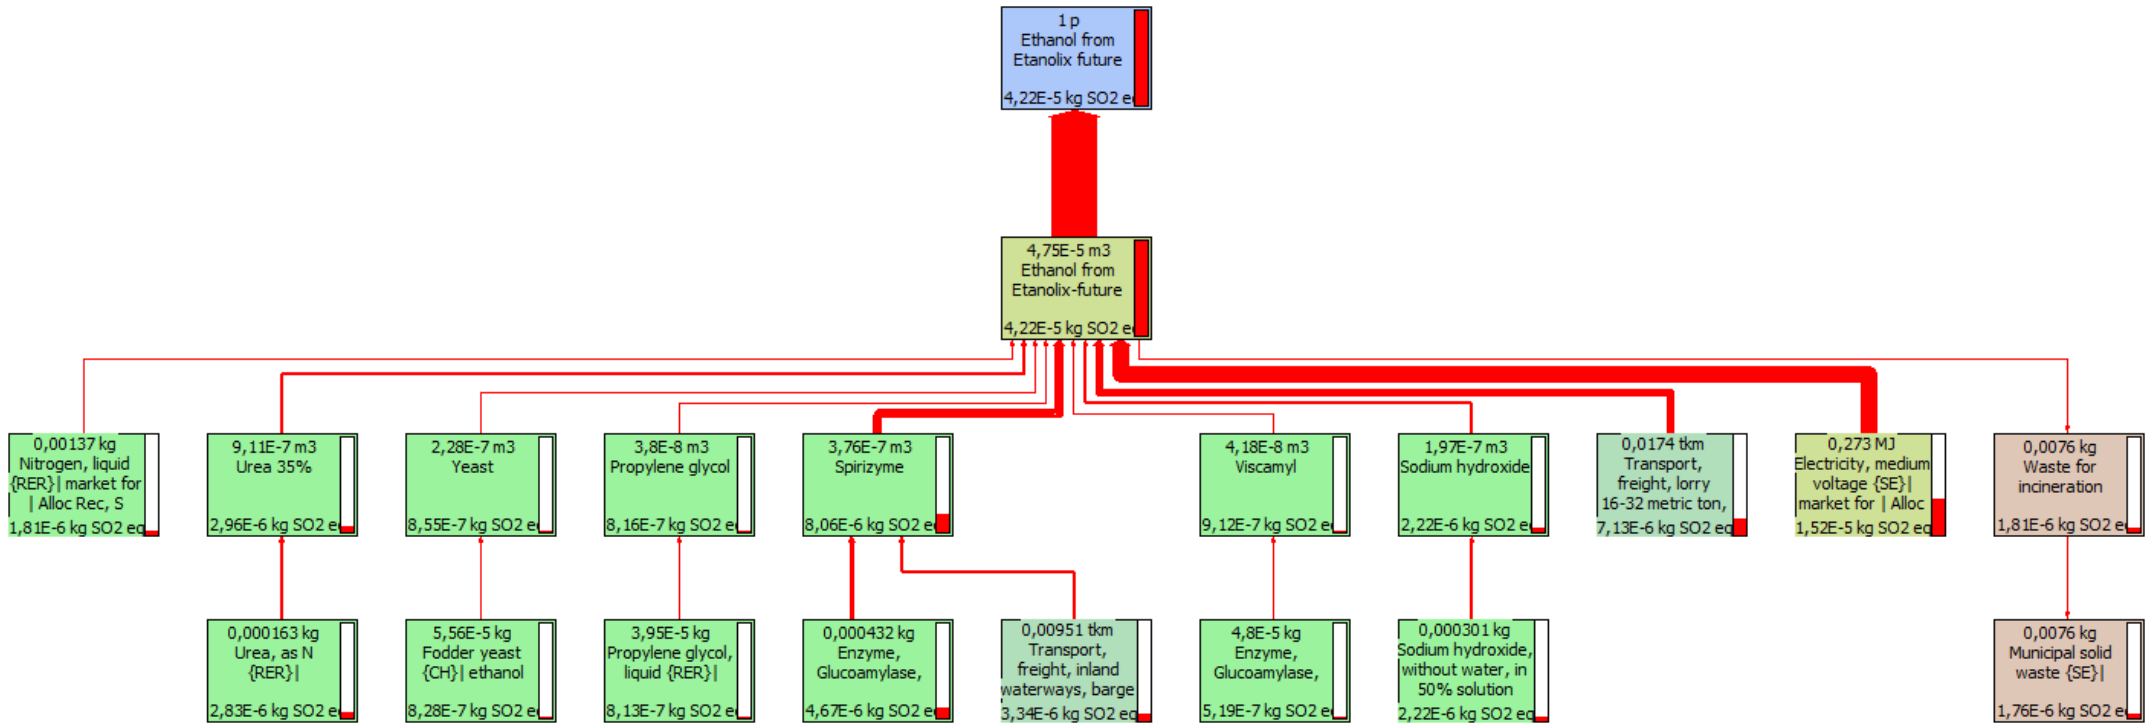 1 p
Ethanol from
Etanolix future
4,22E-5 kg SO2 e
4,75E-5 m3
Ethanol from
Etanolix-future
4,22E-5 kg SO2 e
0,00137 kg
Nitrogen, liquid
{RER}| market for
| Alloc Rec, S
1,81E-6 kg SO2 eq
9,11E-7 m3
Urea 35%
2,96E-6 kg SO2 e
2,28E-7 m3
Yeast
8,55E-7 kg SO2 e
3,8E-8 m3
Propylene glycol
8,16E-7 kg SO2 e
3,76E-7 m3
Spirizyme
8,06E-6 kg SO2 e
4,18E-8 m3
Viscamyl
9,12E-7 kg SO2 e
1,97E-7 m3
Sodium hydroxide
2,22E-6 kg SO2 e
0,0174 tkm
Transport,
freight, lorry
16-32 metric ton,
7,13E-6 kg SO2 eq
0,273 MJ
Electricity, medium
voltage {SE}|
market for | Alloc
1,52E-5 kg SO2 eq
0,0076 kg
Waste for
incineration
1,81E-6 kg SO2 e
0,000163 kg
Urea, as N
{RER}|
2,83E-6 kg SO2 e
5,56E-5 kg
Fodder yeast
{CH}| ethanol
8,28E-7 kg SO2 e
3,95E-5 kg
Propylene glycol,
liquid {RER}|
8,13E-7 kg SO2 e
0,000432 kg
Enzyme,
Glucoamylase,
4,67E-6 kg SO2 e
0,00951 tkm
Transport,
freight, inland
waterways, barge
3,34E-6 kg SO2 eq
4,8E-5 kg
Enzyme,
Glucoamylase,
5,19E-7 kg SO2 e
0,000301 kg
Sodium hydroxide,
without water, in
50% solution
2,22E-6 kg SO2 eq
0,0076 kg
Municipal solid
waste {SE}|
1,76E-6 kg SO2 e